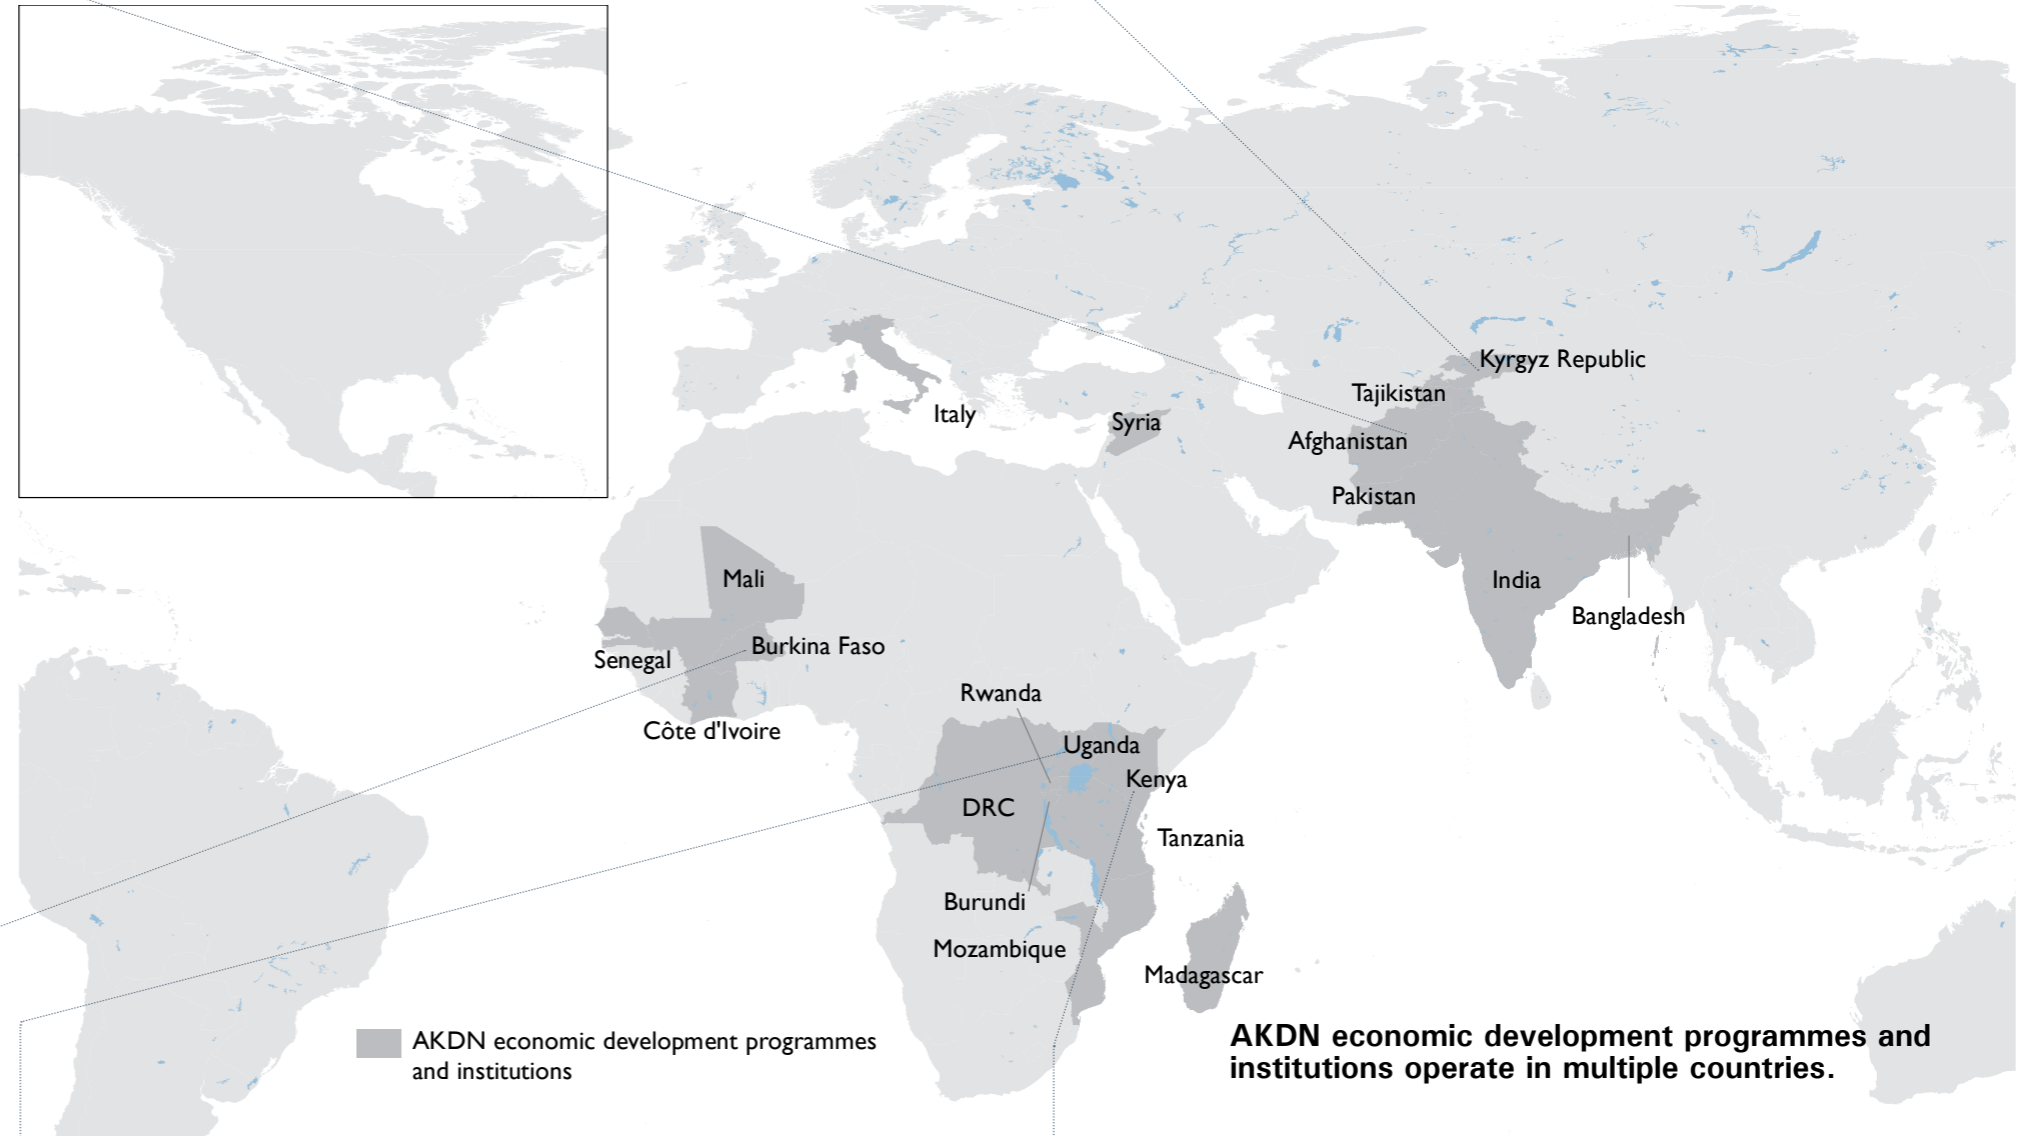 Kyrgyz Republic
Tajikistan
Italy
Syria
Afghanistan
Pakistan
Mali
India
Bangladesh
Burkina Faso
Senegal
Rwanda
Côte d'Ivoire
Uganda
Kenya
DRC
Tanzania
Burundi
Mozambique
Madagascar
AKDN economic development programmes
and institutions
AKDN economic development programmes and
institutions operate in multiple countries.